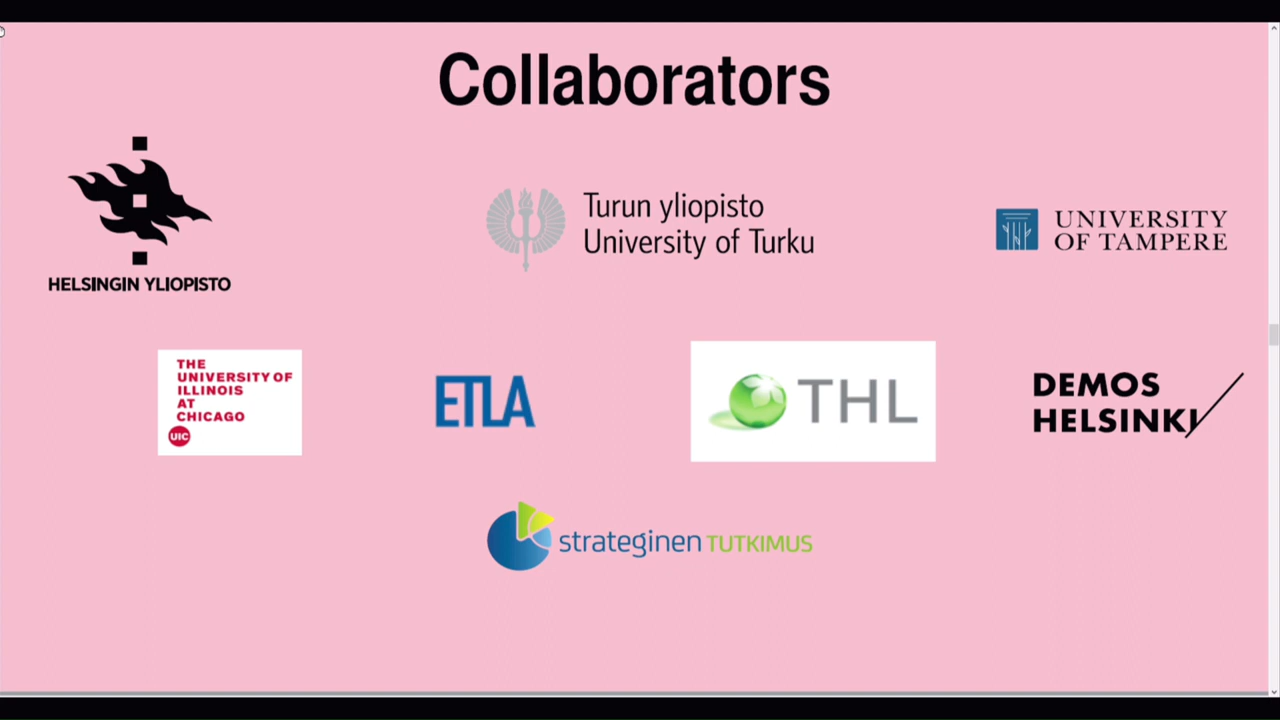 Collaborators
HELSINGIN YLIOPISTO
Turun yliopisto
University of Turku
UNIVERSITY
OF TAMPERE
THE
UNIVERSITY OF
ILLINOIS
AT
CHICAGO
UIC
ETLA
THL
DEMOS
HELSINKI
strateginen TUTKIMUS